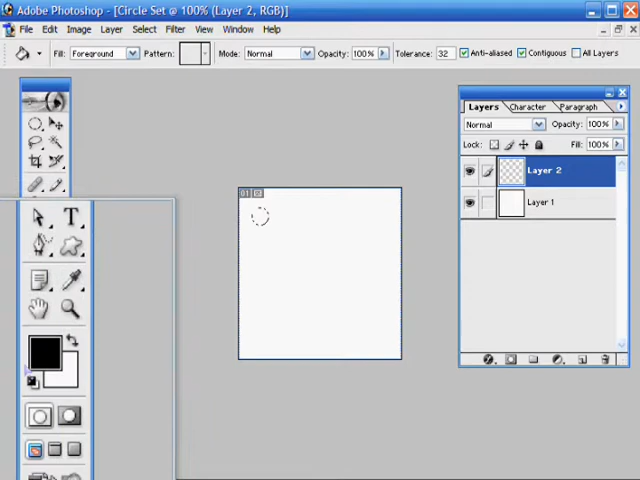 Adobe Photoshop - [Circle Set @ 100% (Layer 2, RGB)]
File Edit Image Layer Select Filter View Window Help
Fill: Foreground Pattern: Mode: Normal Opacity: 100% Tolerance: 32 Anti-aliased Contiguous All Layers
Layers Character Paragraph
Normal Opacity: 100%
Lock: Fill: 100%
Layer 2
Layer 1
T